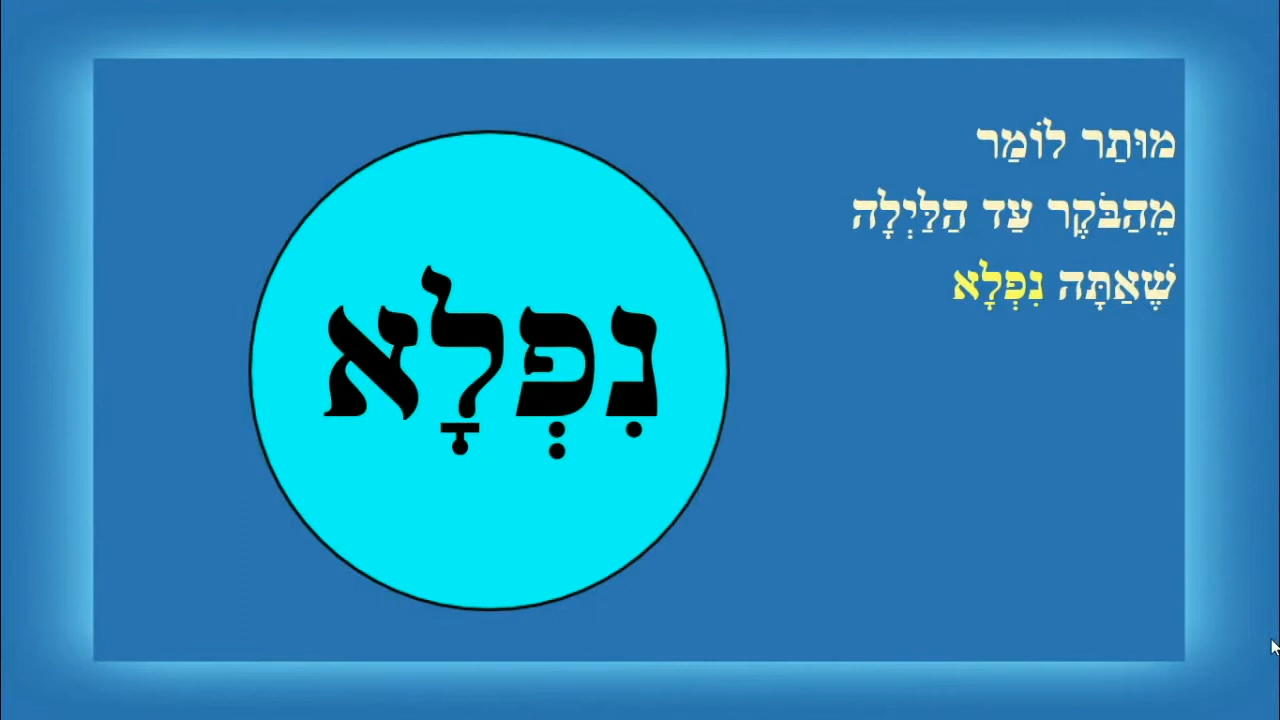 מוּתַר לוֹמַר
מֵהַבֹּקֶר עַד הַלַּיְלָה
שֶׁאַתָּה נִפְּלָא
נִפְלָא